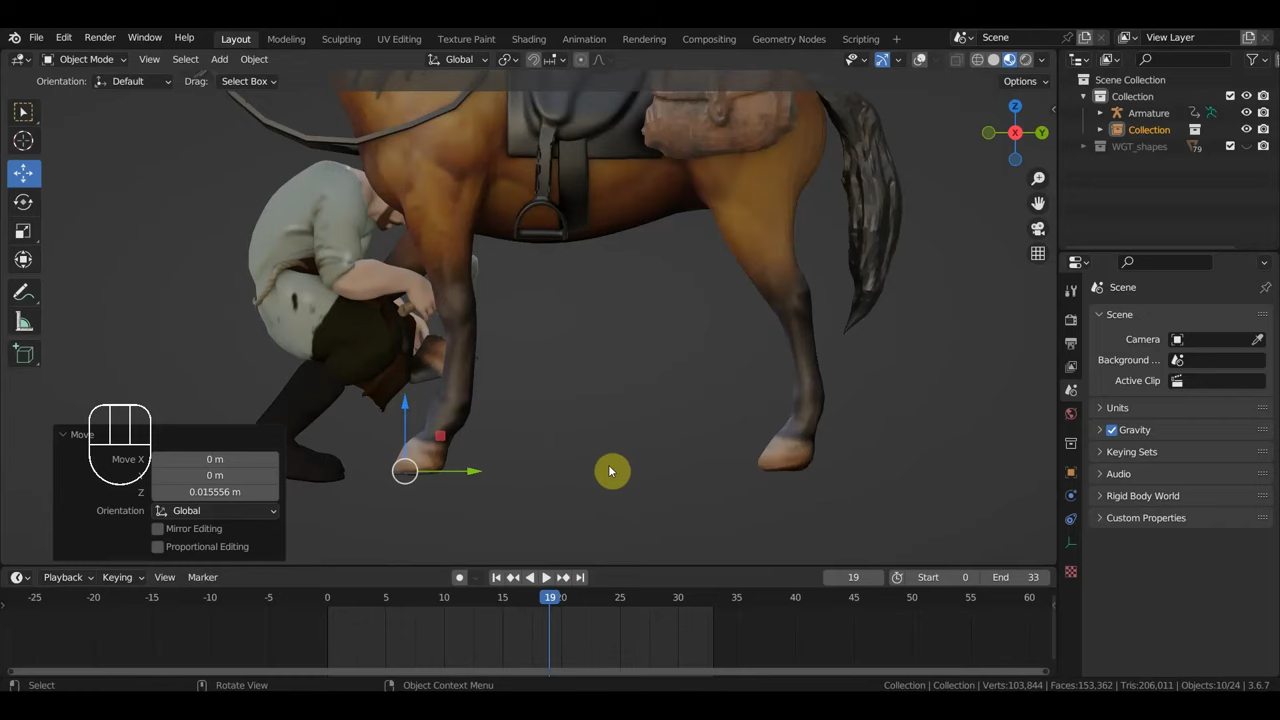 File Edit Render Window Help Layout Modeling Sculpting UV Editing Texture Paint Shading Animation Rendering Compositing Geometry Nodes Scripting + Scene View Layer
Object Mode View Select Add Object Global
Orientation: Default Drag: Select Box Options
Scene Collection
Collection
Armature
Collection
WGT_shapes 79
Z
Y
X
Scene
Scene
Camera
Background ...
Active Clip
Units
Gravity
Keying Sets
Audio
Rigid Body World
Custom Properties
Move
Move X 0 m
0 m
Z 0.015556 m
Orientation Global
Mirror Editing
Proportional Editing
Playback Keying View Marker 19 Start 0 End 33
-25 -20 -15 -10 -5 0 5 10 15 19 20 25 30 35 40 45 50 55 60
Select Rotate View Object Context Menu Collection | Collection | Verts:103,844 | Faces:153,362 | Tris:206,011 | Objects:10/24 | 3.6.7